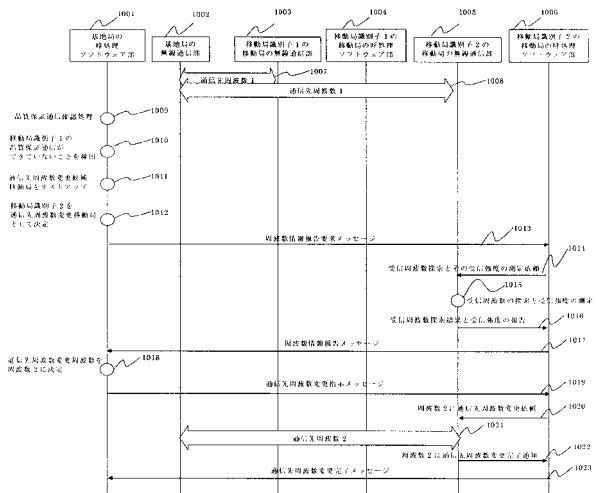 1001
1002
1003
1004
1005
1006
基地局の
呼処理
ソフトウェア部
基地局の
無線通信部
移動局識別子1の
移動局の無線通信部
移動局識別子1の
移動局の呼処理
ソフトウェア部
移動局識別子2の
移動局の無線通信部
移動局識別子2の
移動局の呼処理
ソフトウェア部
1007
通信先周波数1
1008
通信先周波数1
品質保証通信確認処理
1009
移動局識別子1の
品質保証通信が
できていないことを検出
1010
通信先周波数変更候補
移動局をリストアップ
1011
移動局識別子2を
通信先周波数変更移動局
として決定
1012
周波数情報報告要求メッセージ
1013
受信周波数探索とその受信強度の測定依頼
1014
1015
受信周波数の探索と受信強度の測定
受信周波数探索結果と受信強度の報告
1016
周波数情報報告メッセージ
1017
通信先周波数変更周波数を
周波数2に決定
1018
通信先周波数変更指示メッセージ
1019
周波数2に通信先周波数変更依頼
1020
1021
通信先周波数2
周波数2に通信先周波数変更完了通知
1022
通信先周波数変更完了メッセージ
1023